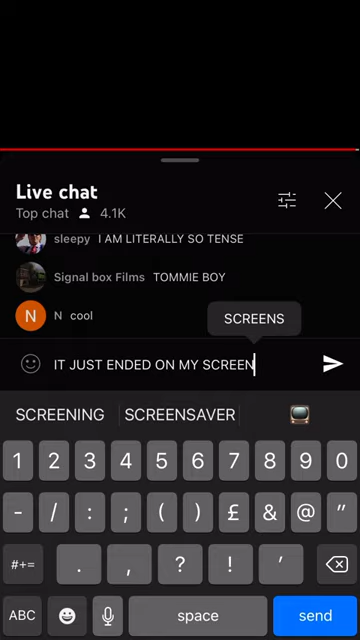 Live chat
Top chat 4.1K
sleepy I AM LITERALLY SO TENSE
Signal box Films TOMMIE BOY
N N cool
SCREENS
IT JUST ENDED ON MY SCREEN
SCREENING SCREENSAVER
1 2 3 4 5 6 7 8 9 0
- / : ; ( ) £ & @ "
#+= . , ? ! '
ABC space send